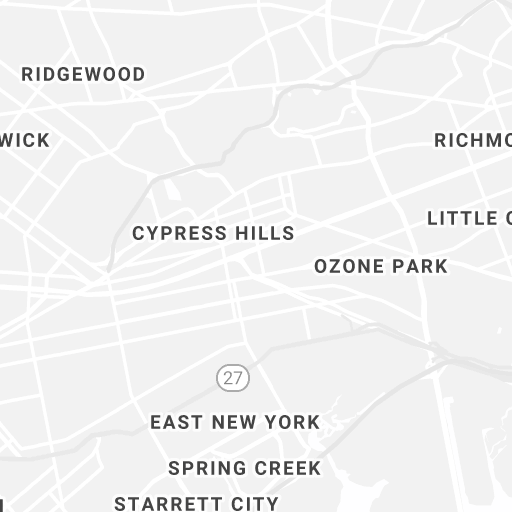 RIDGEWOOD
WICK
RICHMO
LITTLE
CYPRESS HILLS
OZONE PARK
27
EAST NEW YORK
SPRING CREEK
STARRETT CITY